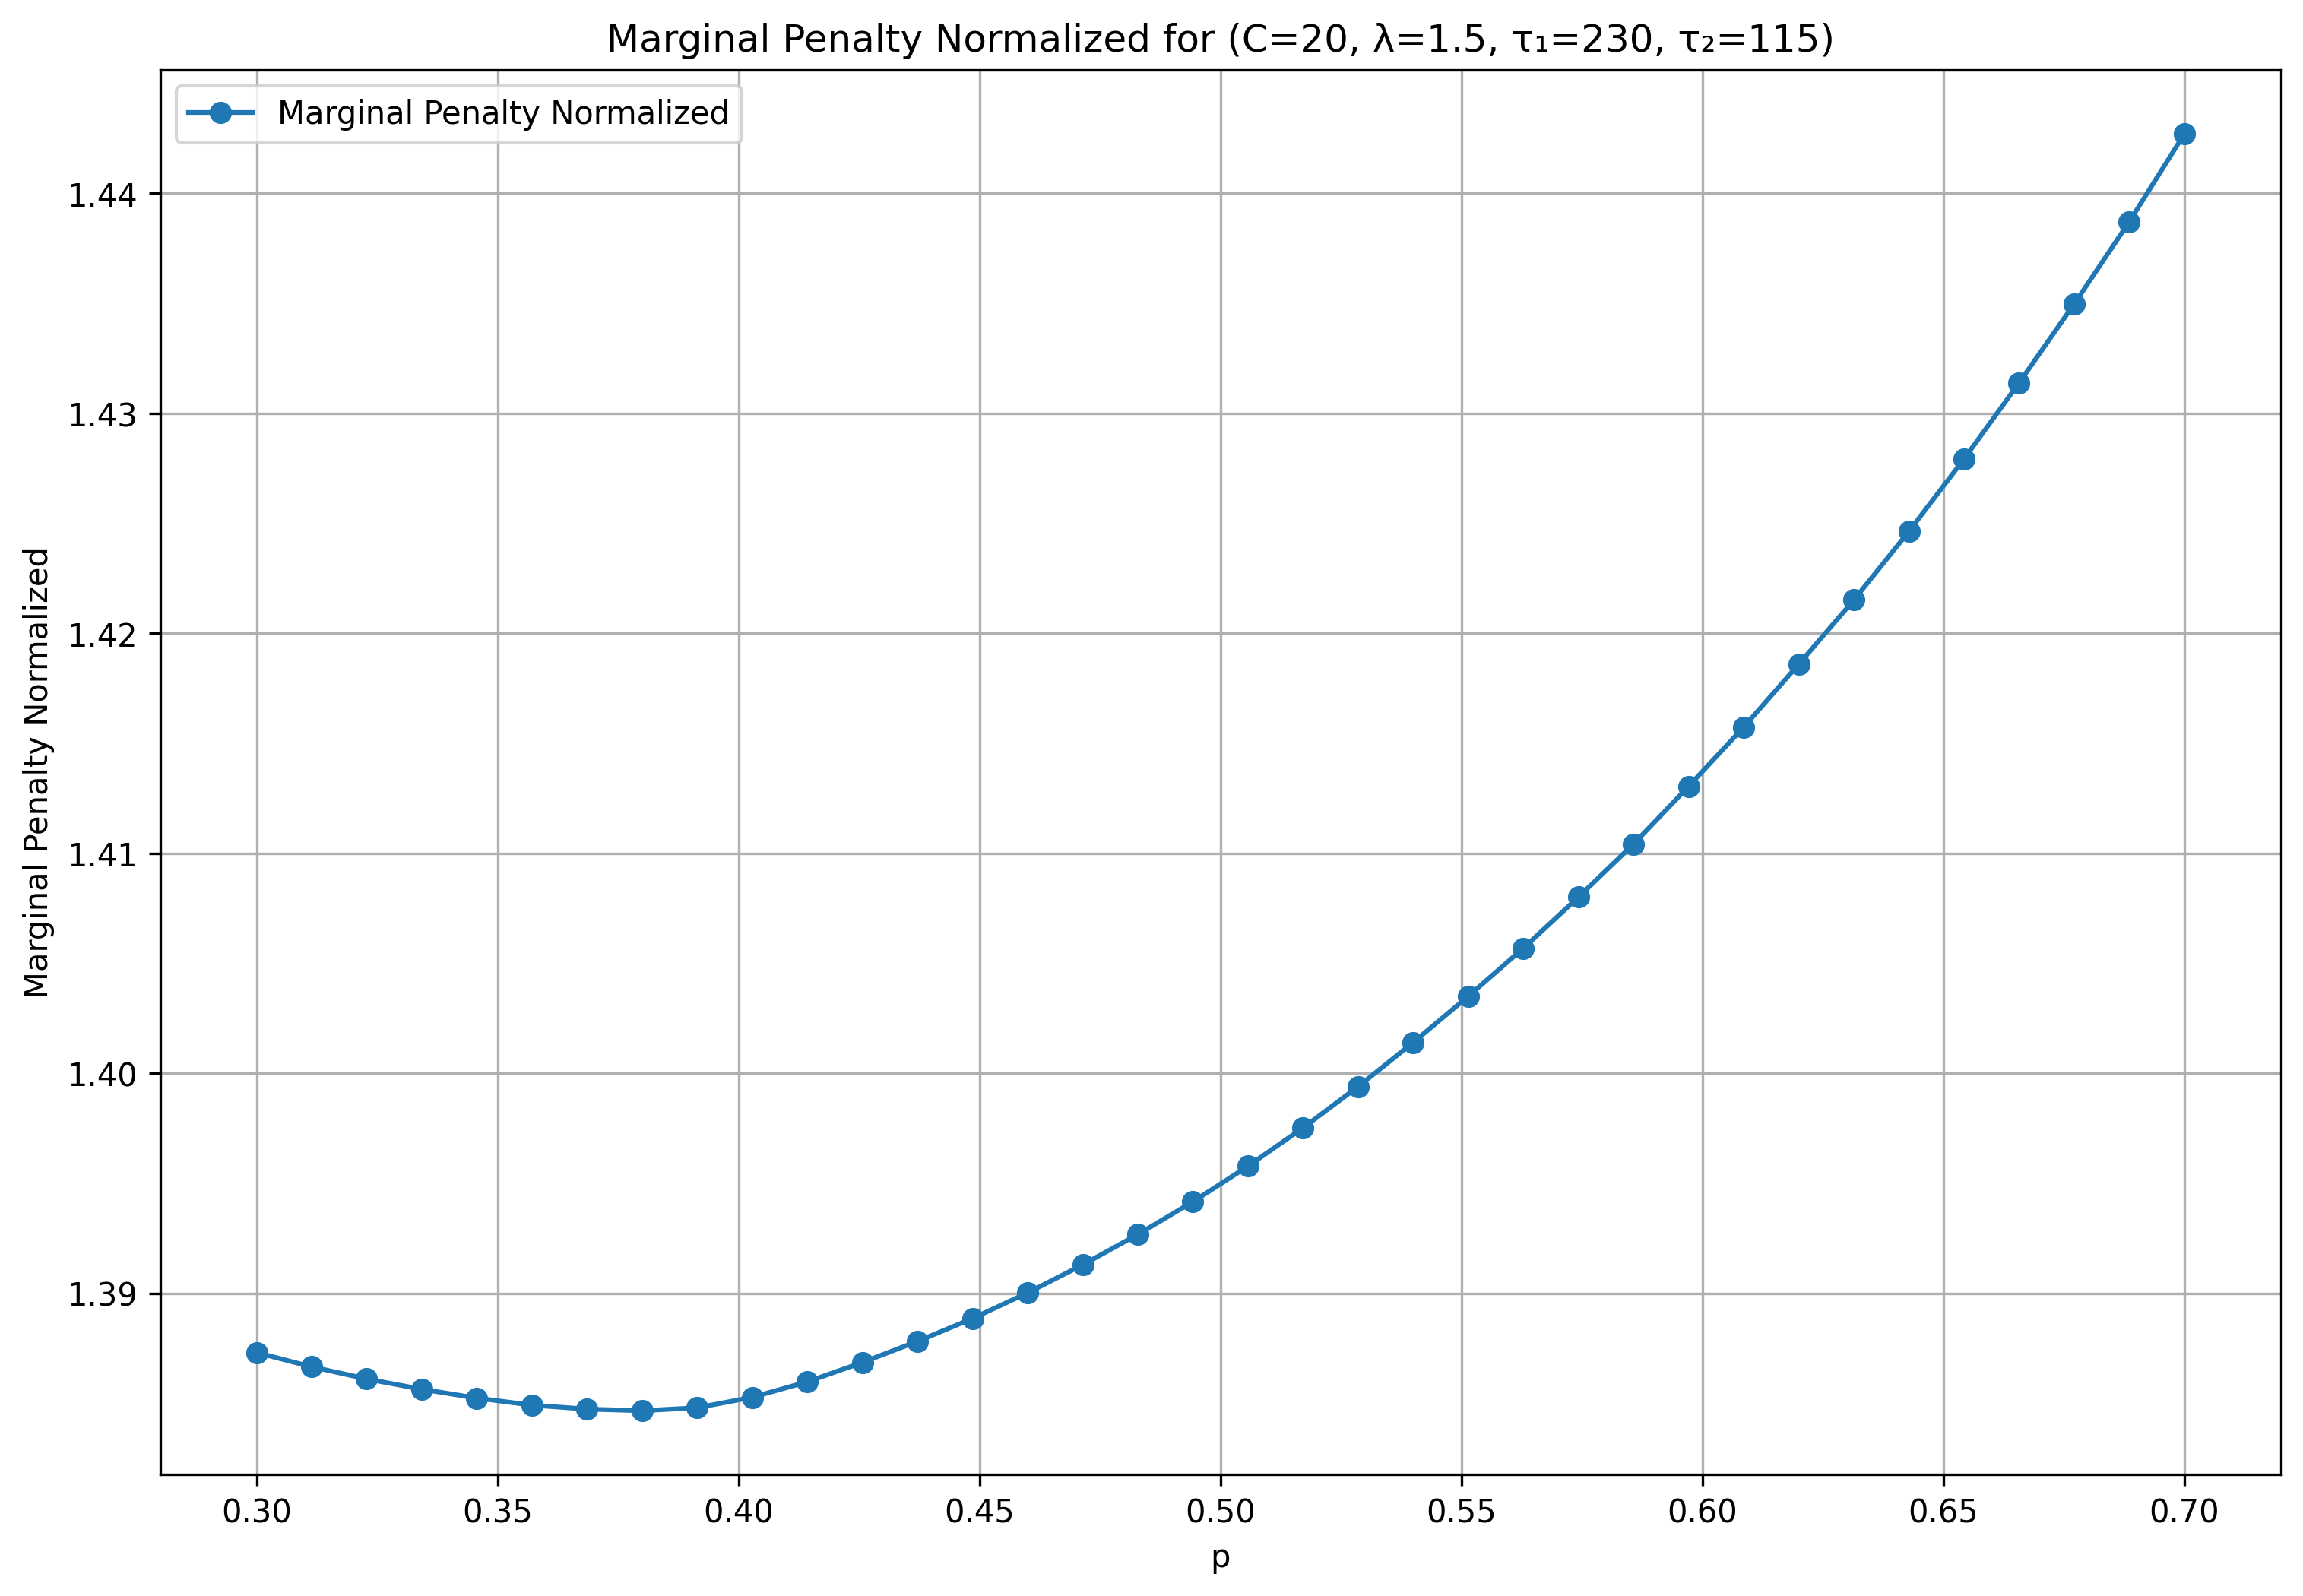 Marginal Penalty Normalized for (C=20, λ=1.5, τ₁=230, τ₂=115)
Marginal Penalty Normalized
Marginal Penalty Normalized
1.44
1.43
1.42
1.41
1.40
1.39
0.30 0.35 0.40 0.45 0.50 0.55 0.60 0.65 0.70
p